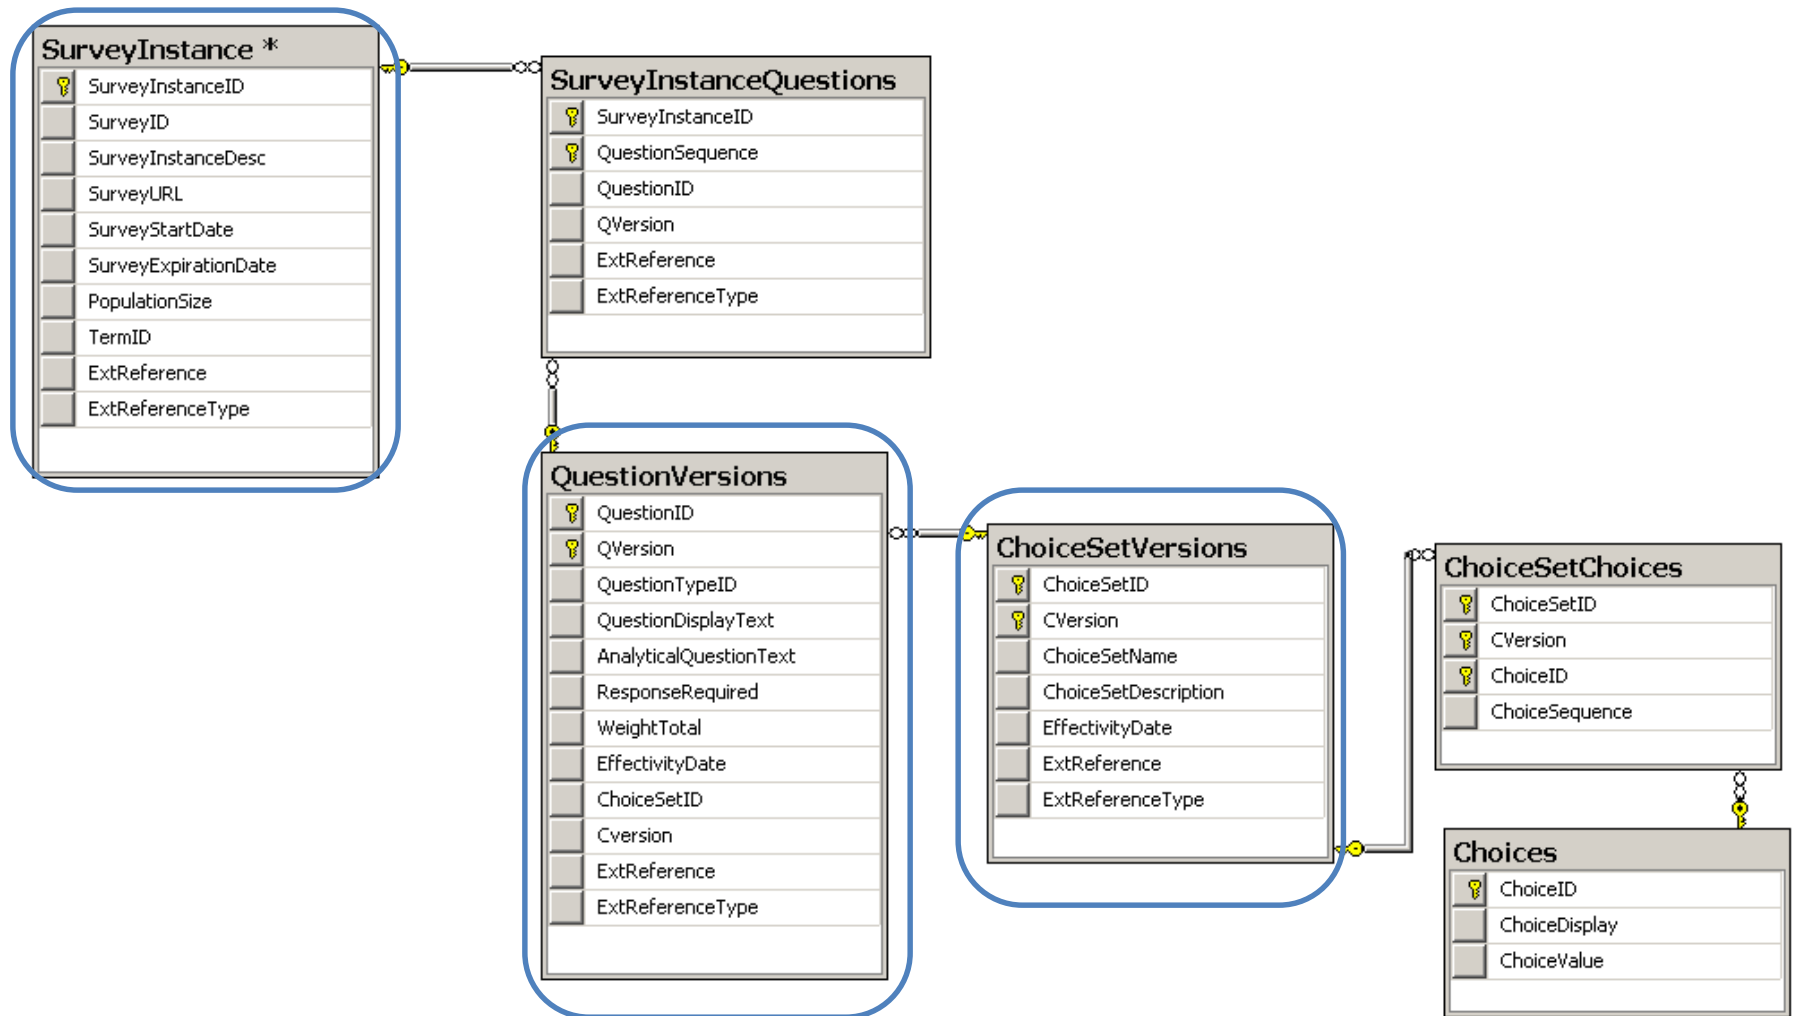 SurveyInstance *
SurveyInstanceID
SurveyID
SurveyInstanceDesc
SurveyURL
SurveyStartDate
SurveyExpirationDate
PopulationSize
TermID
ExtReference
ExtReferenceType
SurveyInstanceQuestions
SurveyInstanceID
QuestionSequence
QuestionID
QVersion
ExtReference
ExtReferenceType
QuestionVersions
QuestionID
QVersion
QuestionTypeID
QuestionDisplayText
AnalyticalQuestionText
ResponseRequired
WeightTotal
EffectivityDate
ChoiceSetID
Cversion
ExtReference
ExtReferenceType
ChoiceSetVersions
ChoiceSetID
CVersion
ChoiceSetName
ChoiceSetDescription
EffectivityDate
ExtReference
ExtReferenceType
ChoiceSetChoices
ChoiceSetID
CVersion
ChoiceID
ChoiceSequence
Choices
ChoiceID
ChoiceDisplay
ChoiceValue